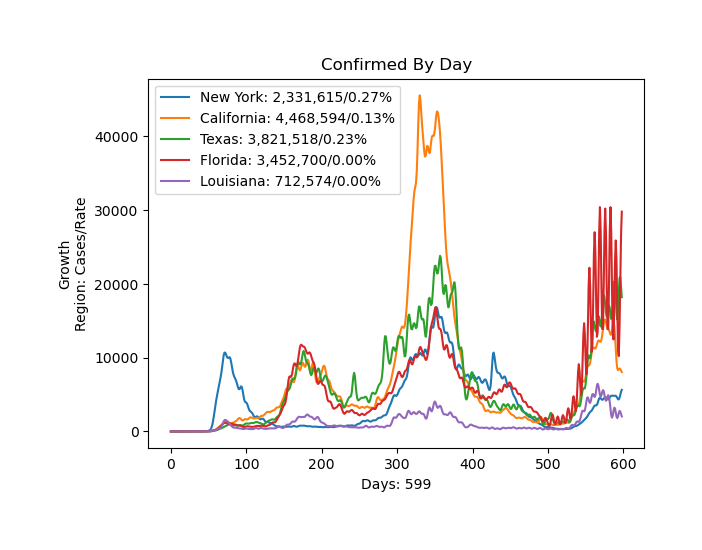 Confirmed By Day
New York: 2,331,615/0.27%
California: 4,468,594/0.13%
Texas: 3,821,518/0.23%
Florida: 3,452,700/0.00%
Louisiana: 712,574/0.00%
Growth
Region: Cases/Rate
40000
30000
20000
10000
0
0 100 200 300 400 500 600
Days: 599